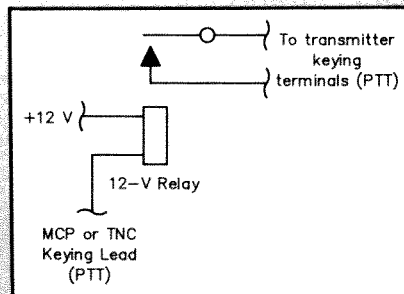 To transmitter
keying
terminals (PTT)
+12 V
12-V Relay
MCP or TNC
Keying Lead
(PTT)